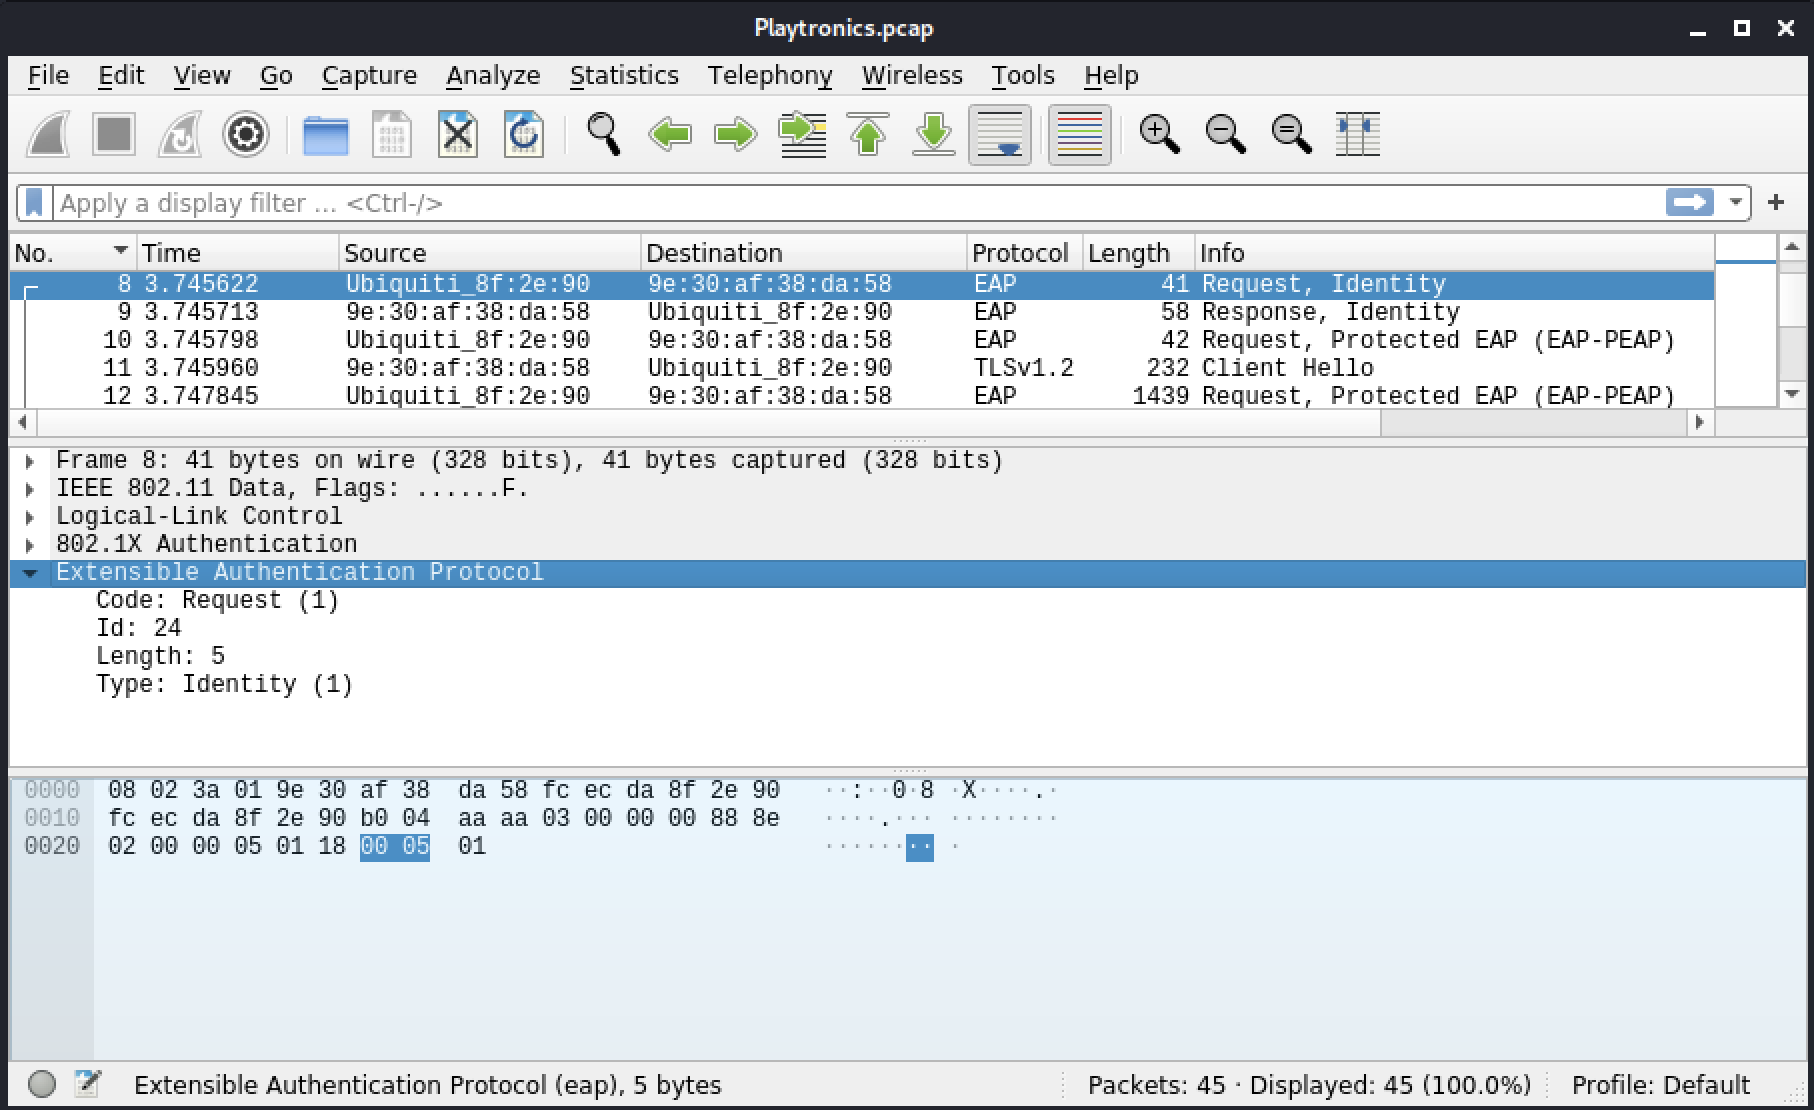 Playtronics.pcap
File Edit View Go Capture Analyze Statistics Telephony Wireless Tools Help
Apply a display filter ... <Ctrl-/>
+
No. Time Source Destination Protocol Length Info
8 3.745622 Ubiquiti_8f:2e:90 9e:30:af:38:da:58 EAP 41 Request, Identity
9 3.745713 9e:30:af:38:da:58 Ubiquiti_8f:2e:90 EAP 58 Response, Identity
10 3.745798 Ubiquiti_8f:2e:90 9e:30:af:38:da:58 EAP 42 Request, Protected EAP (EAP-PEAP)
11 3.745960 9e:30:af:38:da:58 Ubiquiti_8f:2e:90 TLSv1.2 232 Client Hello
12 3.747845 Ubiquiti_8f:2e:90 9e:30:af:38:da:58 EAP 1439 Request, Protected EAP (EAP-PEAP)
Frame 8: 41 bytes on wire (328 bits), 41 bytes captured (328 bits)
IEEE 802.11 Data, Flags: ......F.
Logical-Link Control
802.1X Authentication
Extensible Authentication Protocol
Code: Request (1)
Id: 24
Length: 5
Type: Identity (1)
0000 08 02 3a 01 9e 30 af 38 da 58 fc ec da 8f 2e 90 ··:··0·8 ·X····.·
0010 fc ec da 8f 2e 90 b0 04 aa aa 03 00 00 00 88 8e ····.··· ········
0020 02 00 00 05 01 18 00 05 01 ········ ·
Extensible Authentication Protocol (eap), 5 bytes Packets: 45 · Displayed: 45 (100.0%) Profile: Default